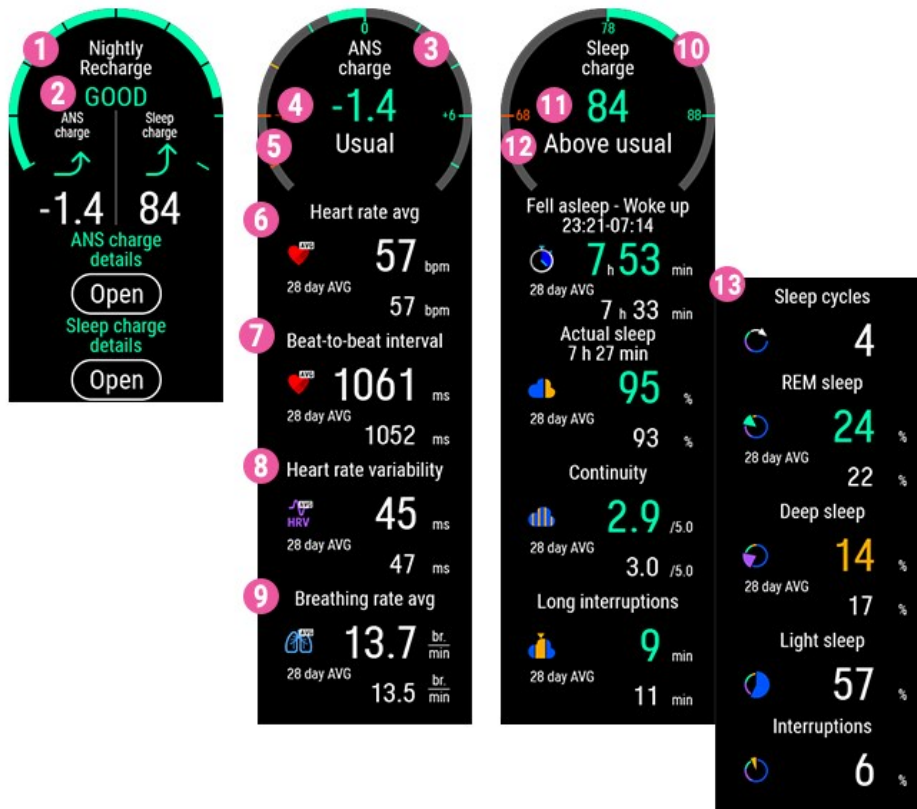 1
Nightly
Recharge
2
GOOD
ANS
charge
Sleep
charge
-1.4
84
ANS charge
details
Open
Sleep charge
details
Open
0
ANS
charge
3
4
-1.4
+6
5
Usual
6
Heart rate avg
AVG
57 bpm
28 day AVG
57 bpm
7
Beat-to-beat interval
AVG
1061 ms
28 day AVG
1052 ms
8
Heart rate variability
AVG
HRV
45 ms
28 day AVG
47 ms
9
Breathing rate avg
AVG
13.7 br./min
28 day AVG
13.5 br./min
78
Sleep
charge
10
68
11
84
88
12
Above usual
Fell asleep - Woke up
23:21-07:14
7 h 53 min
28 day AVG
7 h 33 min
Actual sleep
7 h 27 min
95 %
28 day AVG
93 %
Continuity
2.9 /5.0
28 day AVG
3.0 /5.0
Long interruptions
9 min
28 day AVG
11 min
13
Sleep cycles
4
REM sleep
24 %
28 day AVG
22 %
Deep sleep
14 %
28 day AVG
17 %
Light sleep
57 %
Interruptions
6 %